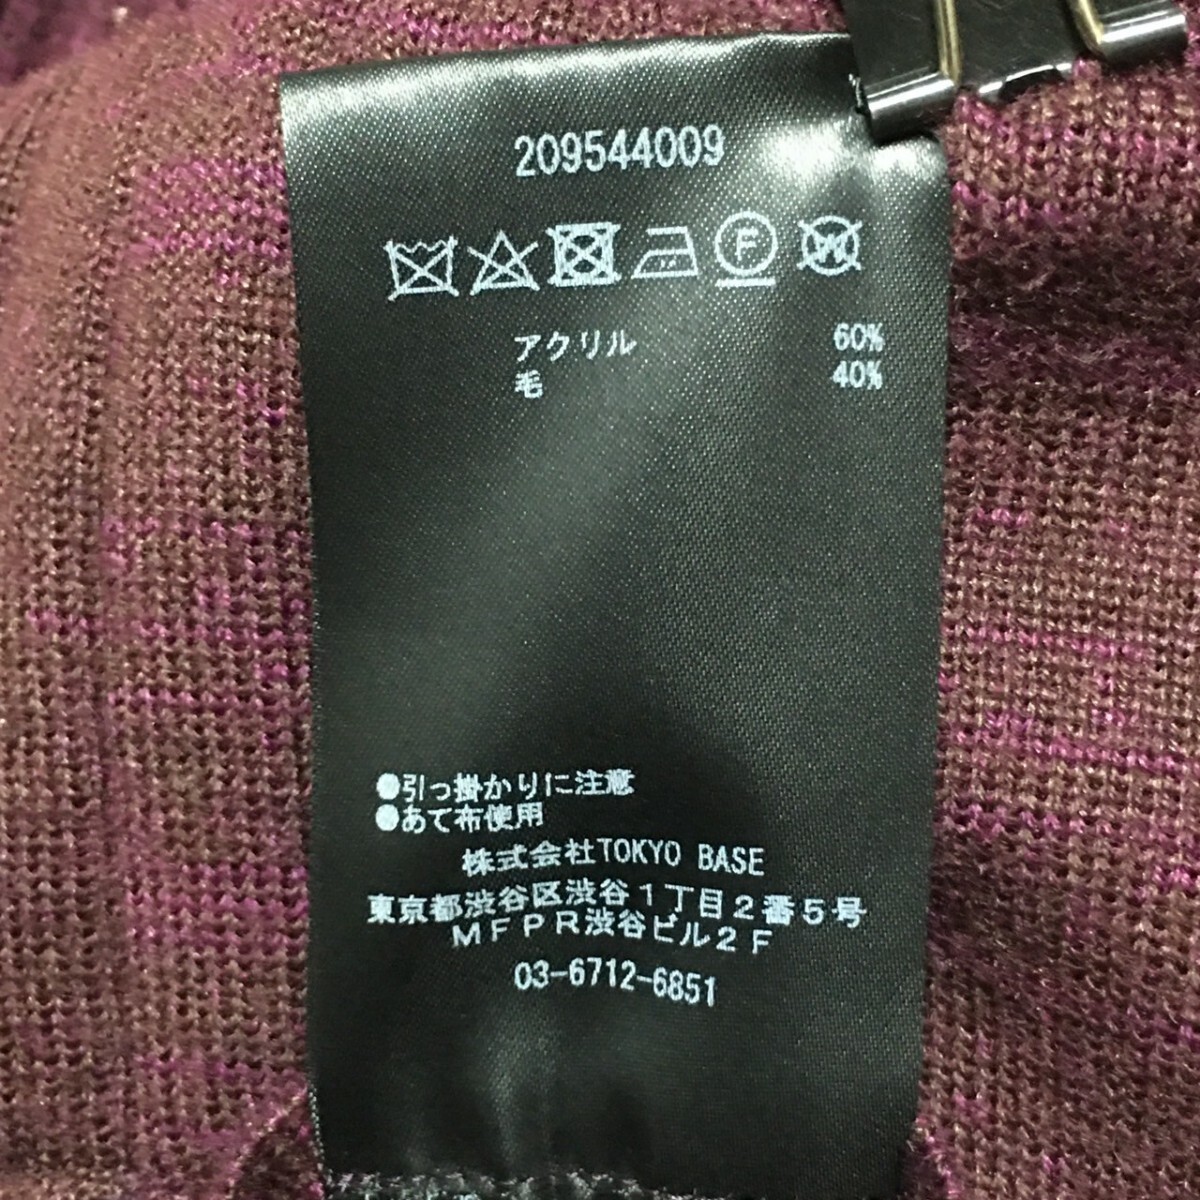 209544009
F W
アクリル 60%
毛 40%
●引っ掛かりに注意
●あて布使用
株式会社TOKYO BASE
東京都渋谷区渋谷1丁目2番5号
MFPR渋谷ビル2F
03-6712-6851